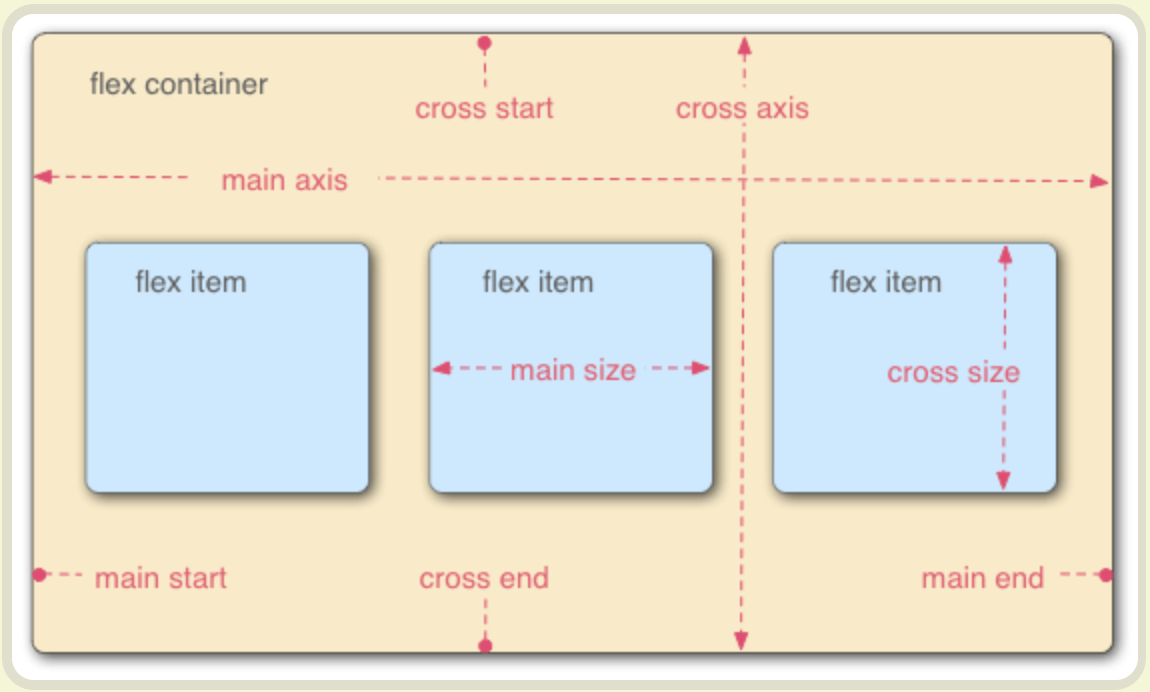 flex container
cross start
cross axis
main axis
flex item
flex item
flex item
main size
cross size
main start
cross end
main end